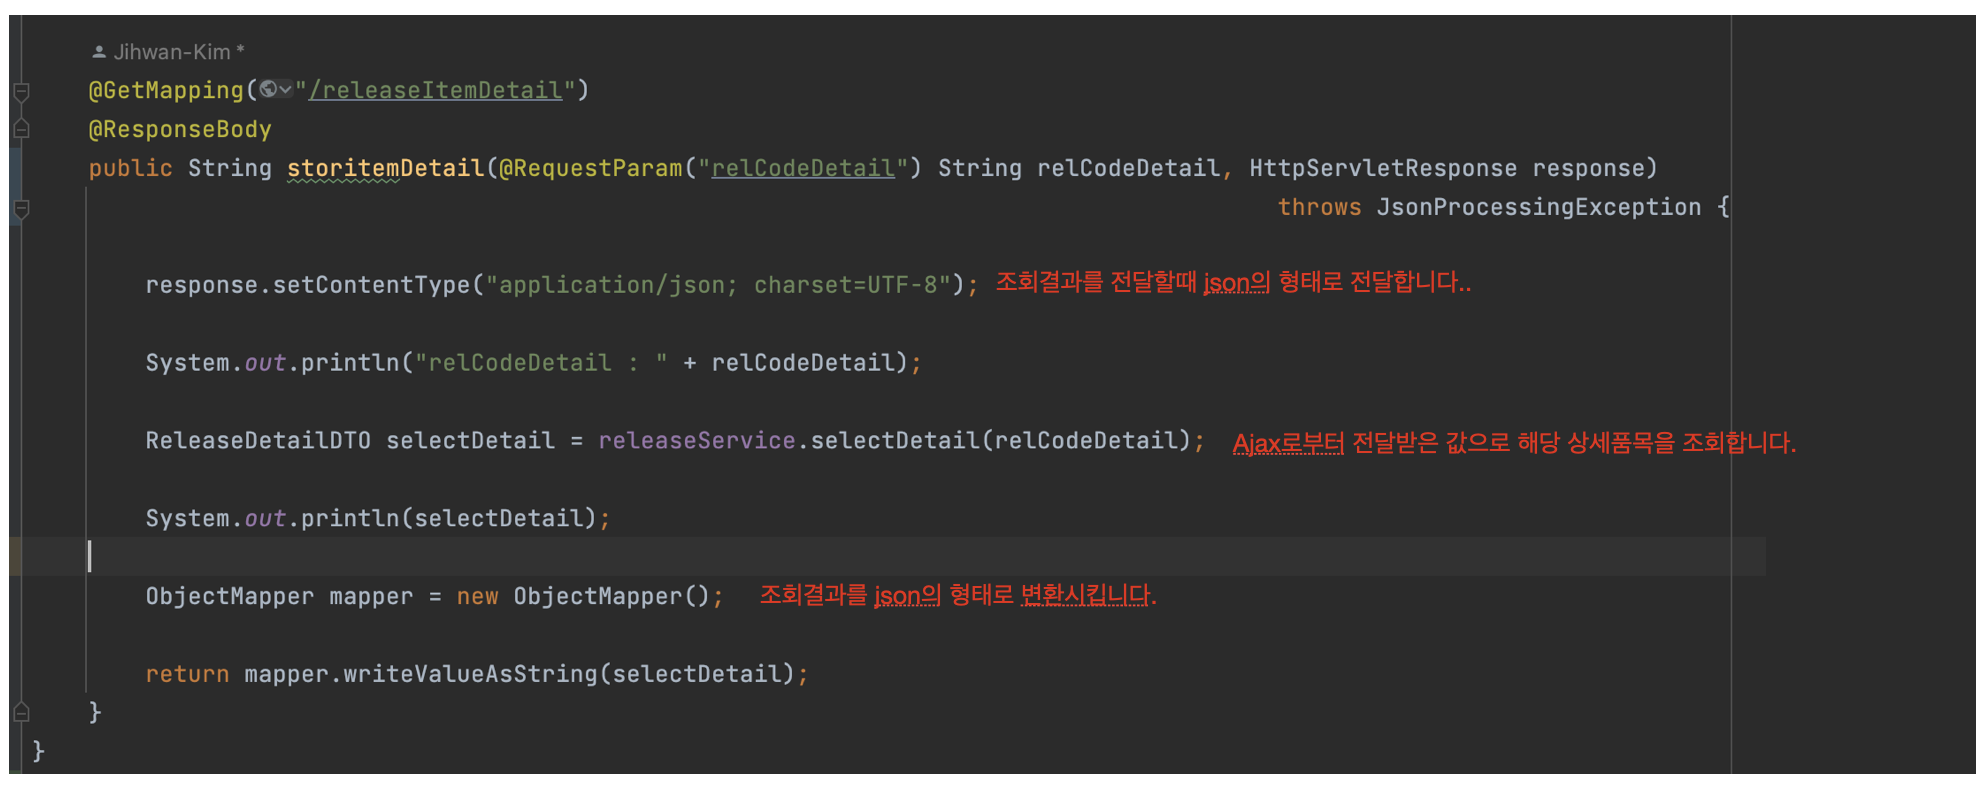 Jihwan-Kim *
@GetMapping("/releaseItemDetail")
@ResponseBody
public String storitemDetail(@RequestParam("relCodeDetail") String relCodeDetail, HttpServletResponse response)
throws JsonProcessingException {
response.setContentType("application/json; charset=UTF-8"); 조회결과를 전달할때 json의 형태로 전달합니다..
System.out.println("relCodeDetail : " + relCodeDetail);
ReleaseDetailDTO selectDetail = releaseService.selectDetail(relCodeDetail); Ajax로부터 전달받은 값으로 해당 상세품목을 조회합니다.
System.out.println(selectDetail);
ObjectMapper mapper = new ObjectMapper(); 조회결과를 json의 형태로 변환시킵니다.
return mapper.writeValueAsString(selectDetail);
}
}